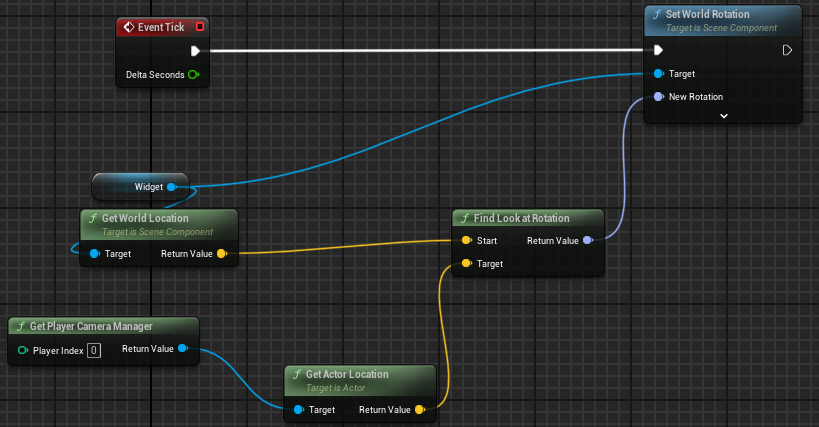 Event Tick
Delta Seconds
Set World Rotation
Target is Scene Component
Target
New Rotation
Widget
Get World Location
Target is Scene Component
Target Return Value
Find Look at Rotation
Start Return Value
Target
Get Player Camera Manager
Player Index 0 Return Value
Get Actor Location
Target is Actor
Target Return Value